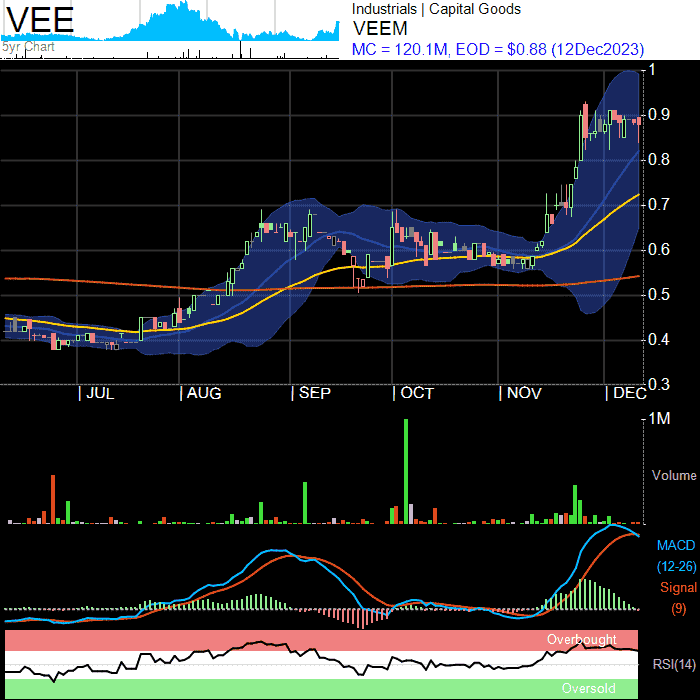 VEE
5yr Chart
Industrials | Capital Goods
VEEM
MC = 120.1M, EOD = $0.88 (12Dec2023)
1
0.9
0.8
0.7
0.6
0.5
0.4
0.3
| JUL | AUG | SEP | OCT | NOV | DEC
1M
Volume
MACD
(12-26)
Signal
(9)
Overbought
RSI(14)
Oversold